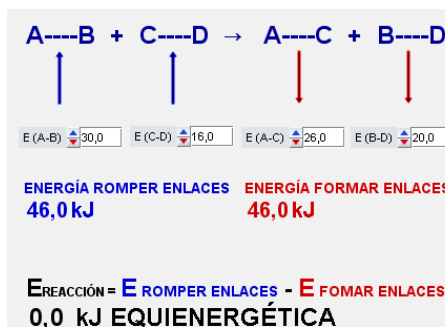 A----B + C----D → A----C + B----D
E (A-B) 30,0 E (C-D) 16,0 E (A-C) 26,0 E (B-D) 20,0
ENERGÍA ROMPER ENLACES ENERGÍA FORMAR ENLACES
46,0 kJ 46,0 kJ
EREACCIÓN = E ROMPER ENLACES - E FOMAR ENLACES
0,0 kJ EQUIENERGÉTICA